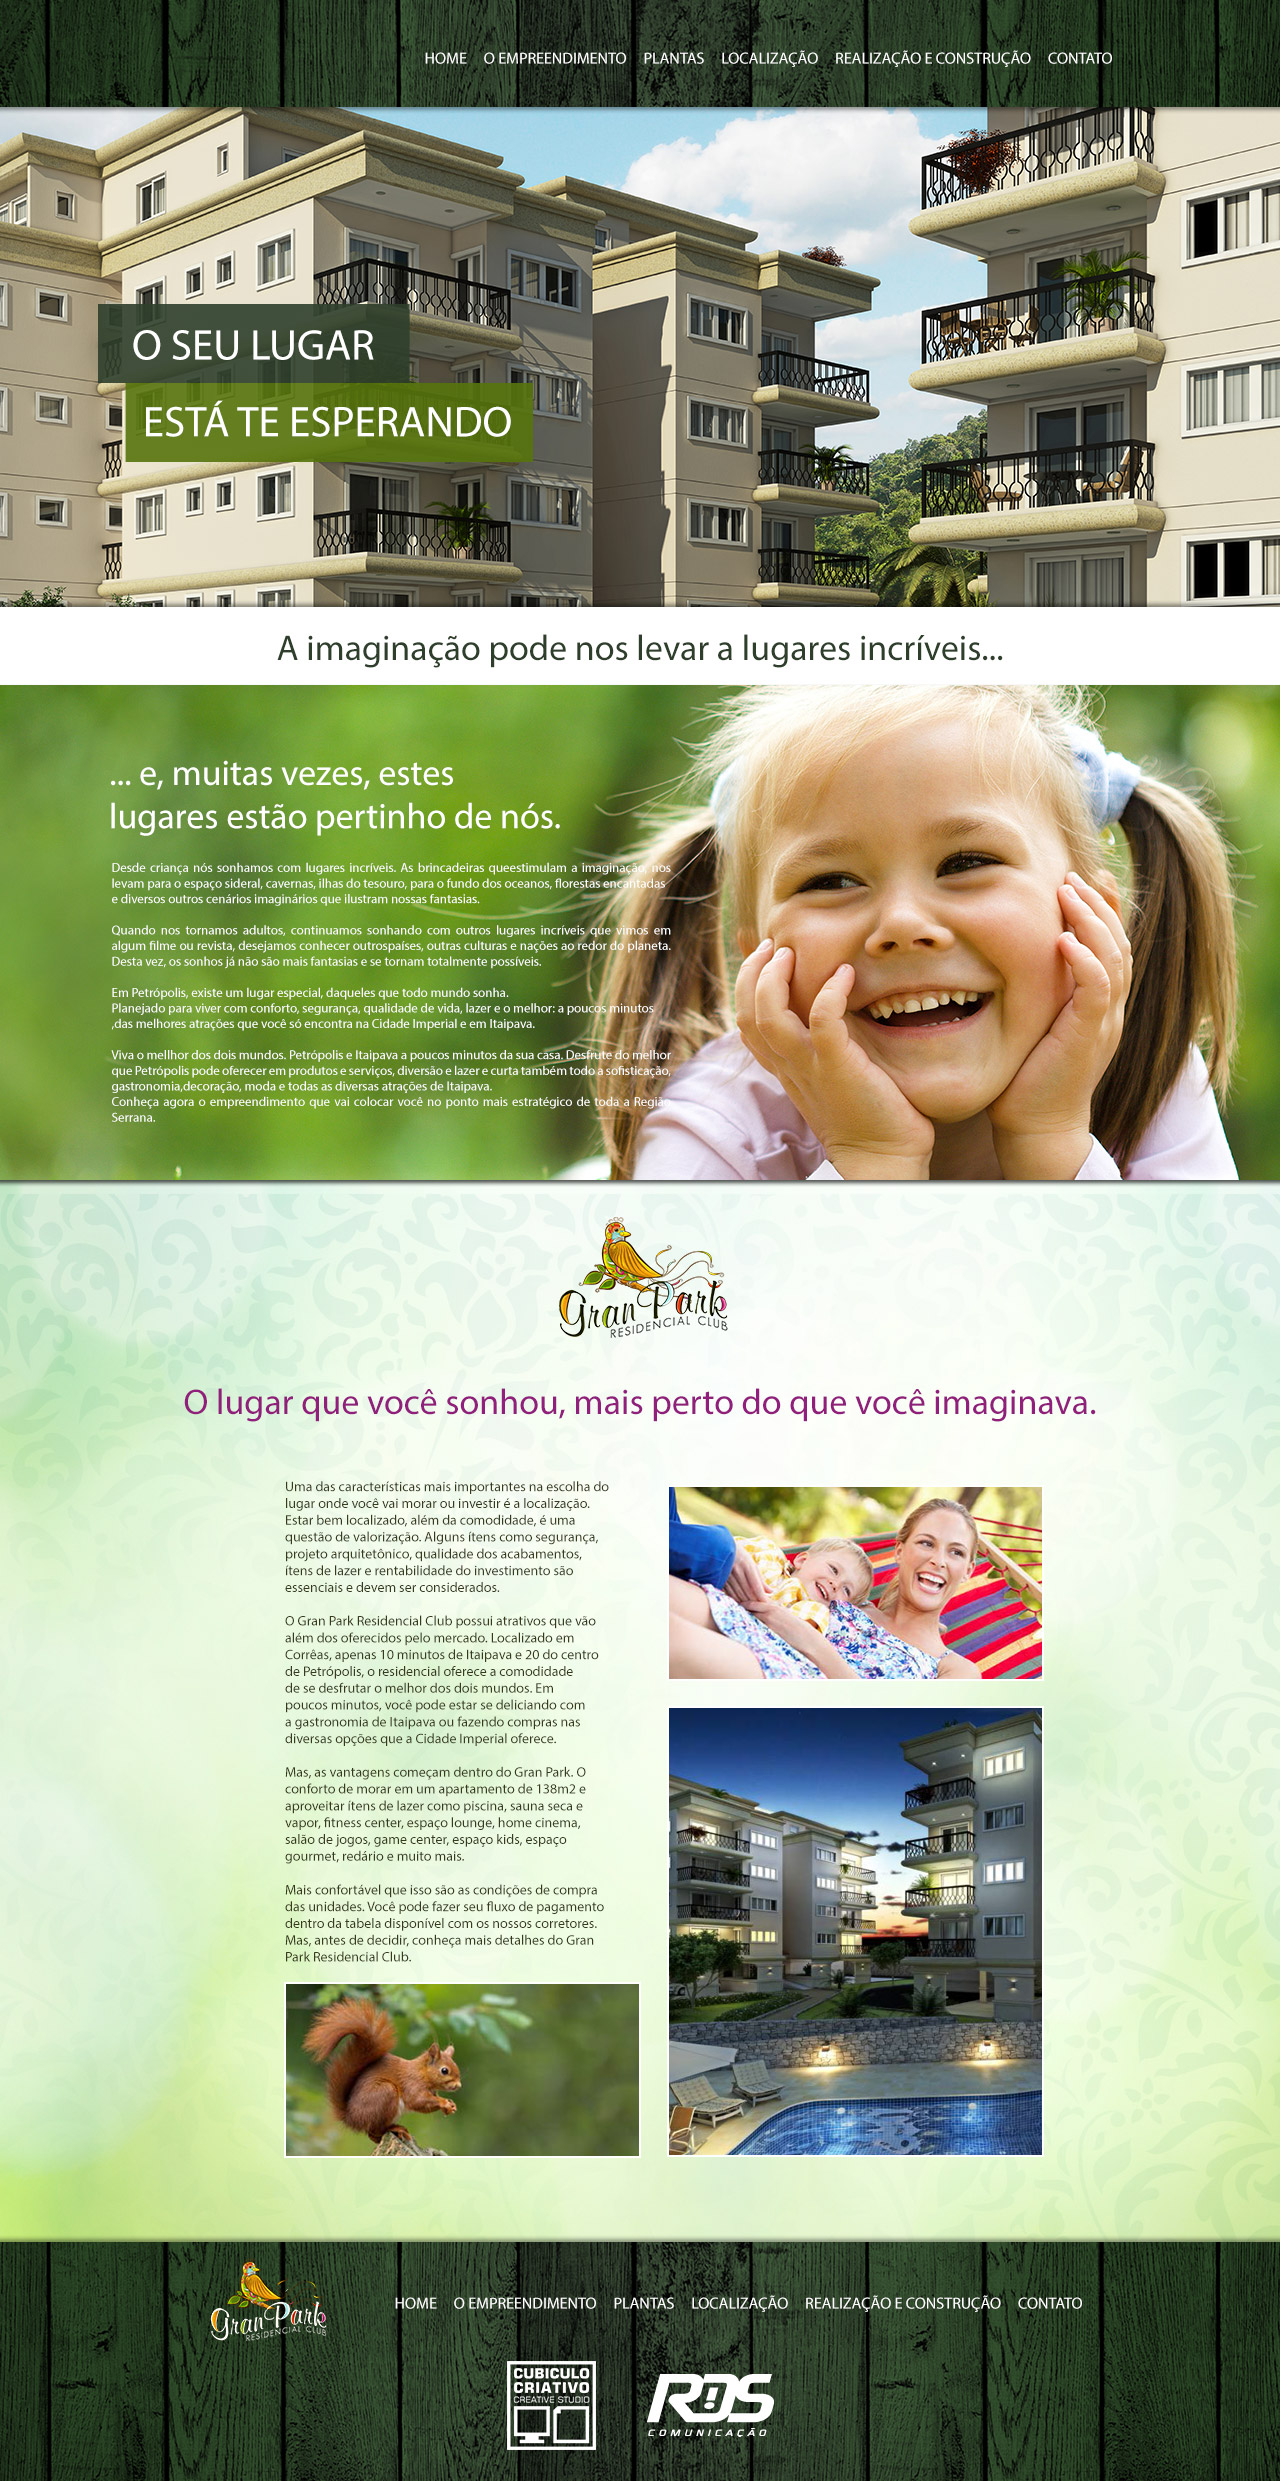 HOME O EMPREENDIMENTO PLANTAS LOCALIZAÇÃO REALIZAÇÃO E CONSTRUÇÃO CONTATO
O SEU LUGAR
ESTÁ TE ESPERANDO
A imaginação pode nos levar a lugares incríveis...
... e, muitas vezes, estes
lugares estão pertinho de nós.
Desde criança nós sonhamos com lugares incríveis. As brincadeiras queestimulam a imaginação, nos
levam para o espaço sideral, cavernas, ilhas do tesouro, para o fundo dos oceanos, florestas encantadas
e diversos outros cenários imaginários que ilustram nossas fantasias.
Quando nos tornamos adultos, continuamos sonhando com outros lugares incríveis que vimos em
algum filme ou revista, desejamos conhecer outrospaíses, outras culturas e nações ao redor do planeta.
Desta vez, os sonhos já não são mais fantasias e se tornam totalmente possíveis.
Em Petrópolis, existe um lugar especial, daqueles que todo mundo sonha.
Planejado para viver com conforto, segurança, qualidade de vida, lazer e o melhor: a poucos minutos
,das melhores atrações que você só encontra na Cidade Imperial e em Itaipava.
Viva o mellhor dos dois mundos. Petrópolis e Itaipava a poucos minutos da sua casa. Desfrute do melhor
que Petrópolis pode oferecer em produtos e serviços, diversão e lazer e curta também todo a sofisticação,
gastronomia,decoração, moda e todas as diversas atrações de Itaipava.
Conheça agora o empreendimento que vai colocar você no ponto mais estratégico de toda a Região
Serrana.
Gran Park
RESIDENCIAL CLUB
O lugar que você sonhou, mais perto do que você imaginava.
Uma das características mais importantes na escolha do
lugar onde você vai morar ou investir é a localização.
Estar bem localizado, além da comodidade, é uma
questão de valorização. Alguns ítens como segurança,
projeto arquitetônico, qualidade dos acabamentos,
ítens de lazer e rentabilidade do investimento são
essenciais e devem ser considerados.
O Gran Park Residencial Club possui atrativos que vão
além dos oferecidos pelo mercado. Localizado em
Corrêas, apenas 10 minutos de Itaipava e 20 do centro
de Petrópolis, o residencial oferece a comodidade
de se desfrutar o melhor dos dois mundos. Em
poucos minutos, você pode estar se deliciando com
a gastronomia de Itaipava ou fazendo compras nas
diversas opções que a Cidade Imperial oferece.
Mas, as vantagens começam dentro do Gran Park. O
conforto de morar em um apartamento de 138m2 e
aproveitar ítens de lazer como piscina, sauna seca e
vapor, fitness center, espaço lounge, home cinema,
salão de jogos, game center, espaço kids, espaço
gourmet, redário e muito mais.
Mais confortável que isso são as condições de compra
das unidades. Você pode fazer seu fluxo de pagamento
dentro da tabela disponível com os nossos corretores.
Mas, antes de decidir, conheça mais detalhes do Gran
Park Residencial Club.
Gran Park
RESIDENCIAL CLUB
HOME O EMPREENDIMENTO PLANTAS LOCALIZAÇÃO REALIZAÇÃO E CONSTRUÇÃO CONTATO
CUBICULO
CRIATIVO
CREATIVE STUDIO
RDS
COMUNICAÇÃO